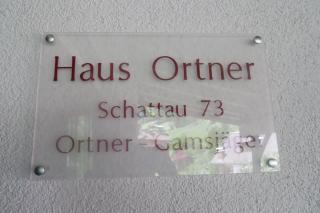 Haus Ortner
Schattau 73
Ortner - Gamsjäger